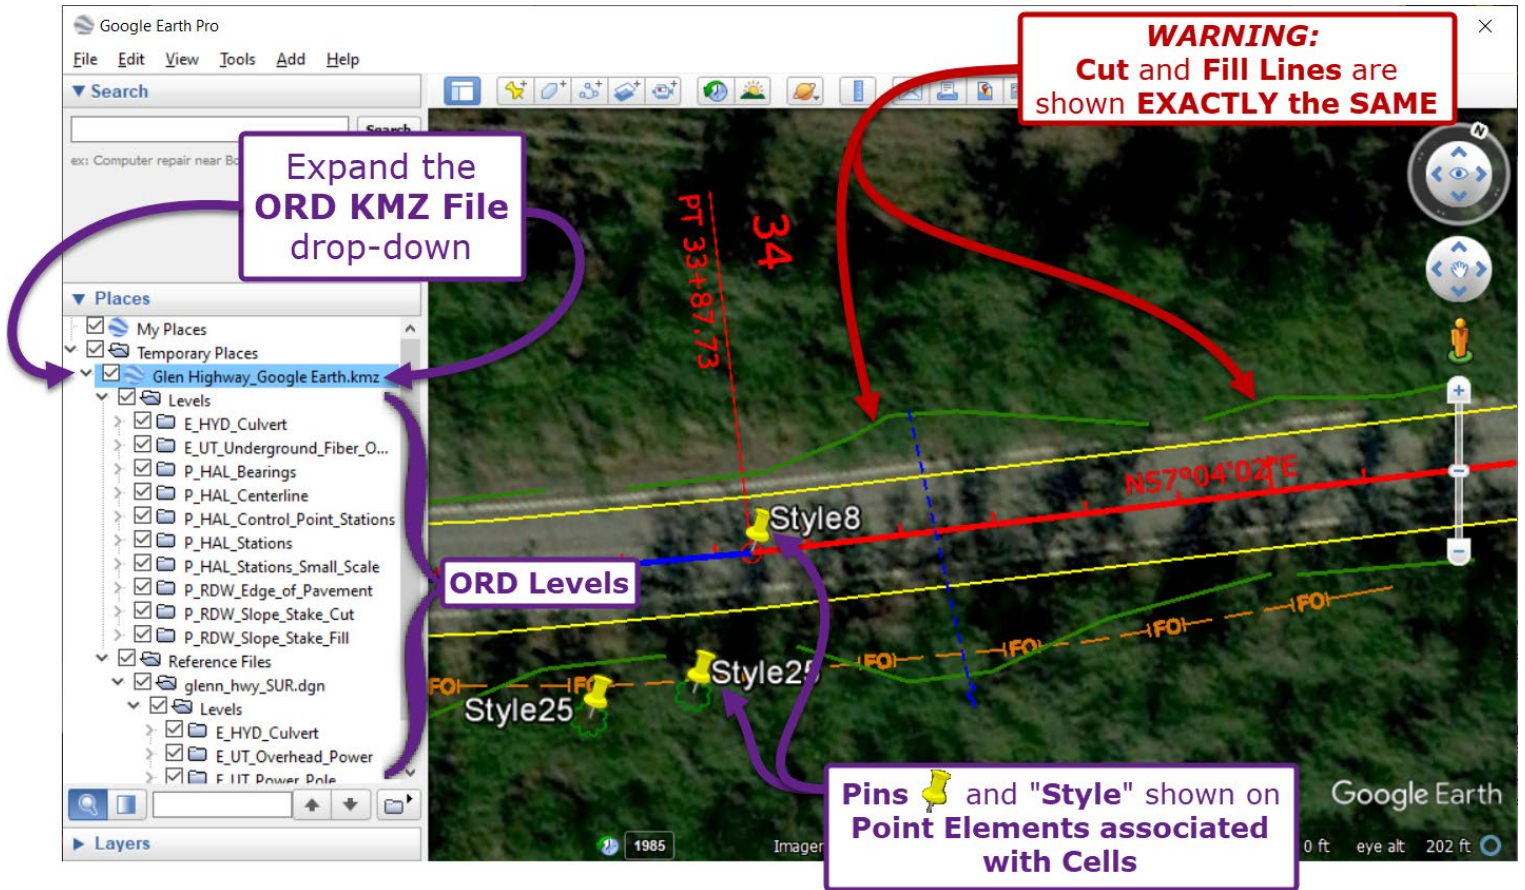 Google Earth Pro
File Edit View Tools Add Help
Search
Search
ex: Computer repair near
Expand the
ORD KMZ File
drop-down
Places
My Places
Temporary Places
Glen Highway_Google Earth.kmz
Levels
E_HYD_Culvert
E_UT_Underground_Fiber_O...
P_HAL_Bearings
P_HAL_Centerline
P_HAL_Control_Point_Stations
P_HAL_Stations
P_HAL_Stations_Small_Scale
P_RDW_Edge_of_Pavement
P_RDW_Slope_Stake_Cut
P_RDW_Slope_Stake_Fill
Reference Files
glenn_hwy_SUR.dgn
Levels
E_HYD_Culvert
E_UT_Overhead_Power
E_UT_Power_Pole
Layers
ORD Levels
WARNING:
Cut and Fill Lines are
shown EXACTLY the SAME
N
34
PT 33+87.73
N57°04'02"E
Style8
Style25
Style25
FO
FO
FO
FO
FO
Pins and "Style" shown on
Point Elements associated
with Cells
Google Earth
1985
0 ft eye alt 202 ft